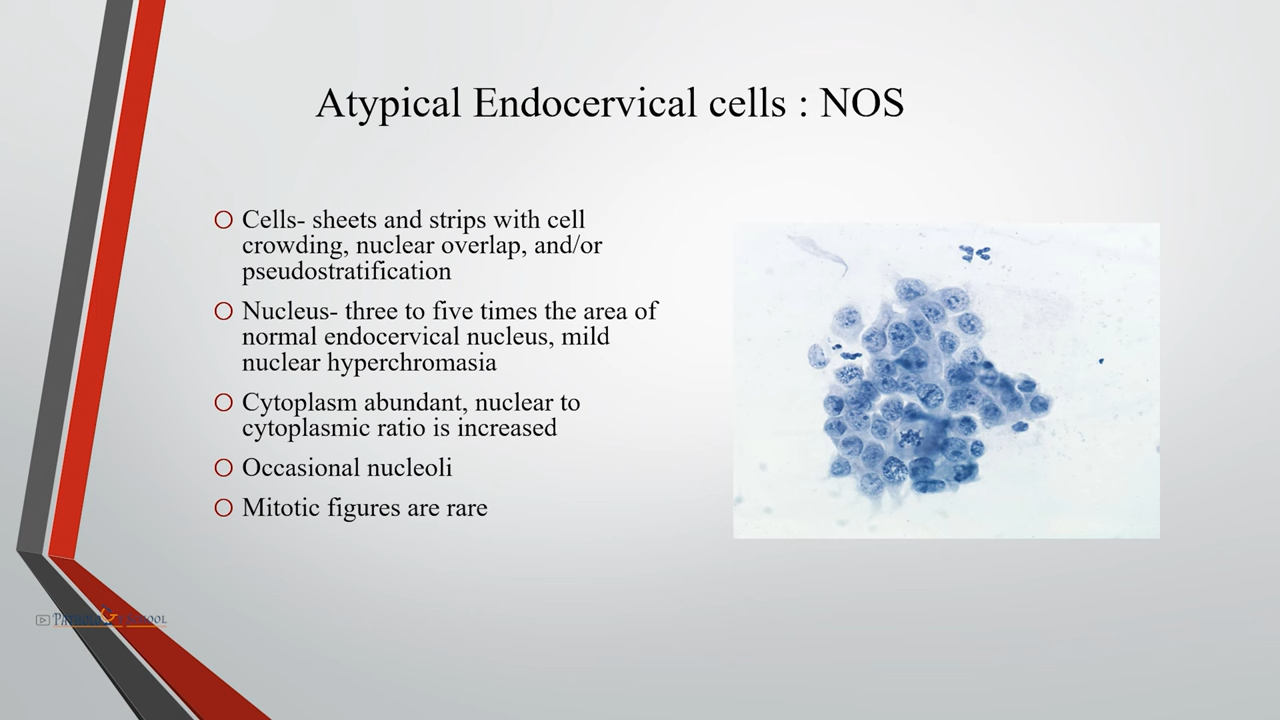 Atypical Endocervical cells : NOS
Cells- sheets and strips with cell
crowding, nuclear overlap, and/or
pseudostratification
Nucleus- three to five times the area of
normal endocervical nucleus, mild
nuclear hyperchromasia
Cytoplasm abundant, nuclear to
cytoplasmic ratio is increased
Occasional nucleoli
Mitotic figures are rare